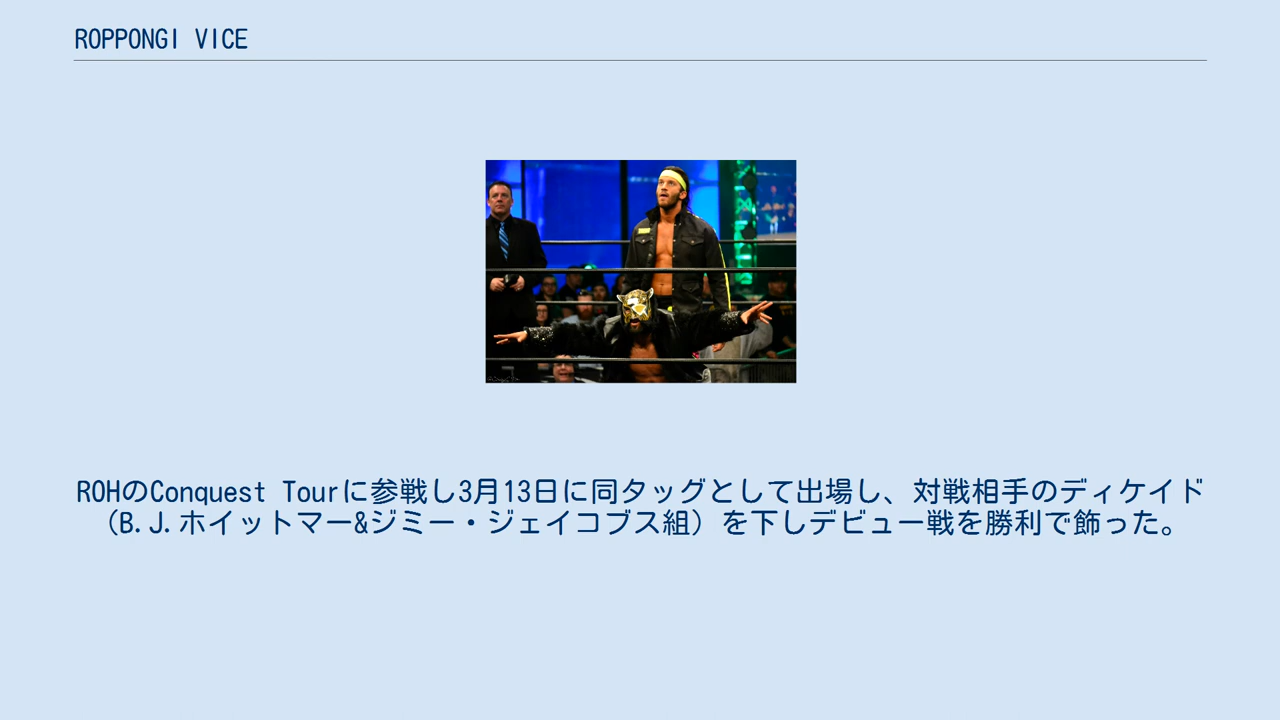 ROPPONGI VICE
ROHのConquest Tourに参戦し3月13日に同タッグとして出場し、対戦相手のディケイド
（B.J.ホイットマー&ジミー・ジェイコブス組）を下しデビュー戦を勝利で飾った。